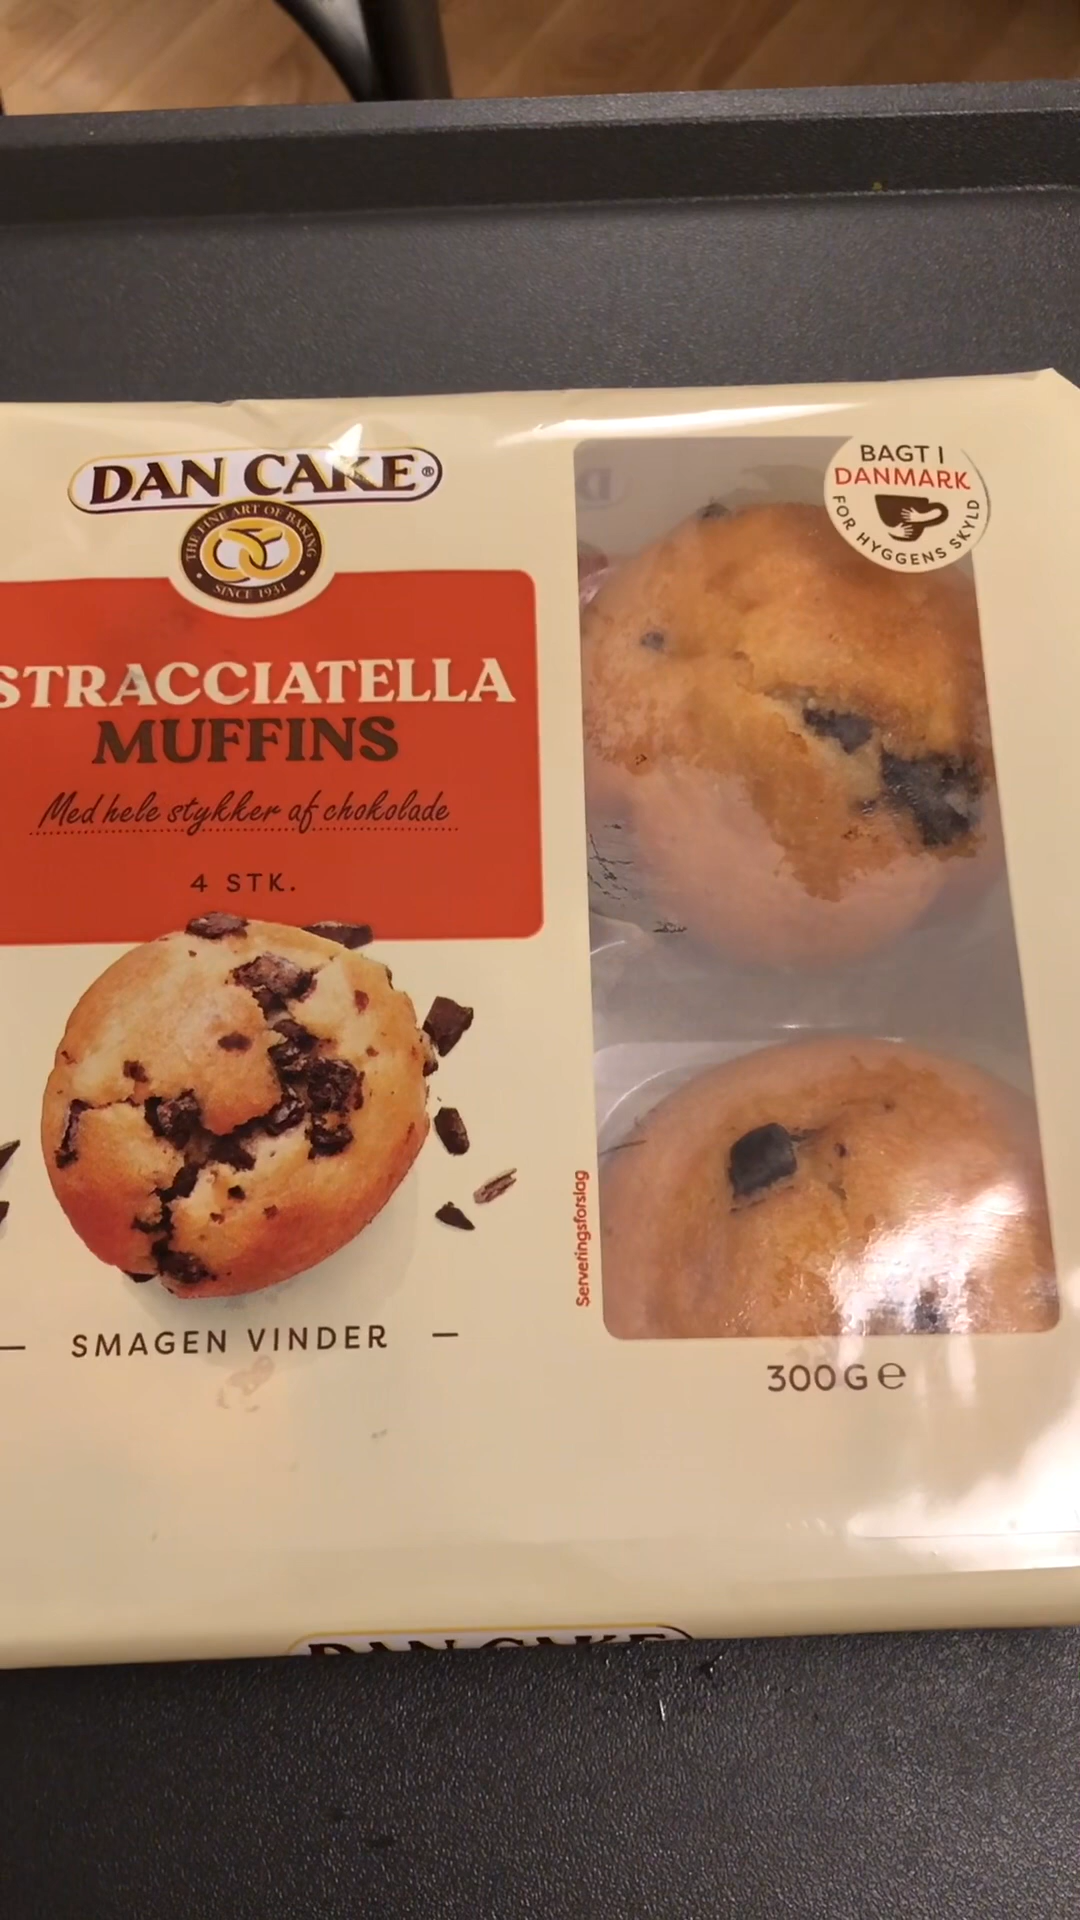 DAN CAKE®
THE FINE ART OF BAKING
SINCE 1931
STRACCIATELLA
MUFFINS
Med hele stykker af chokolade
4 STK.
SMAGEN VINDER
BAGT I
DANMARK
FOR HYGGENS SKYLD
Serveringsforslag
300 G e
DAN CAKE